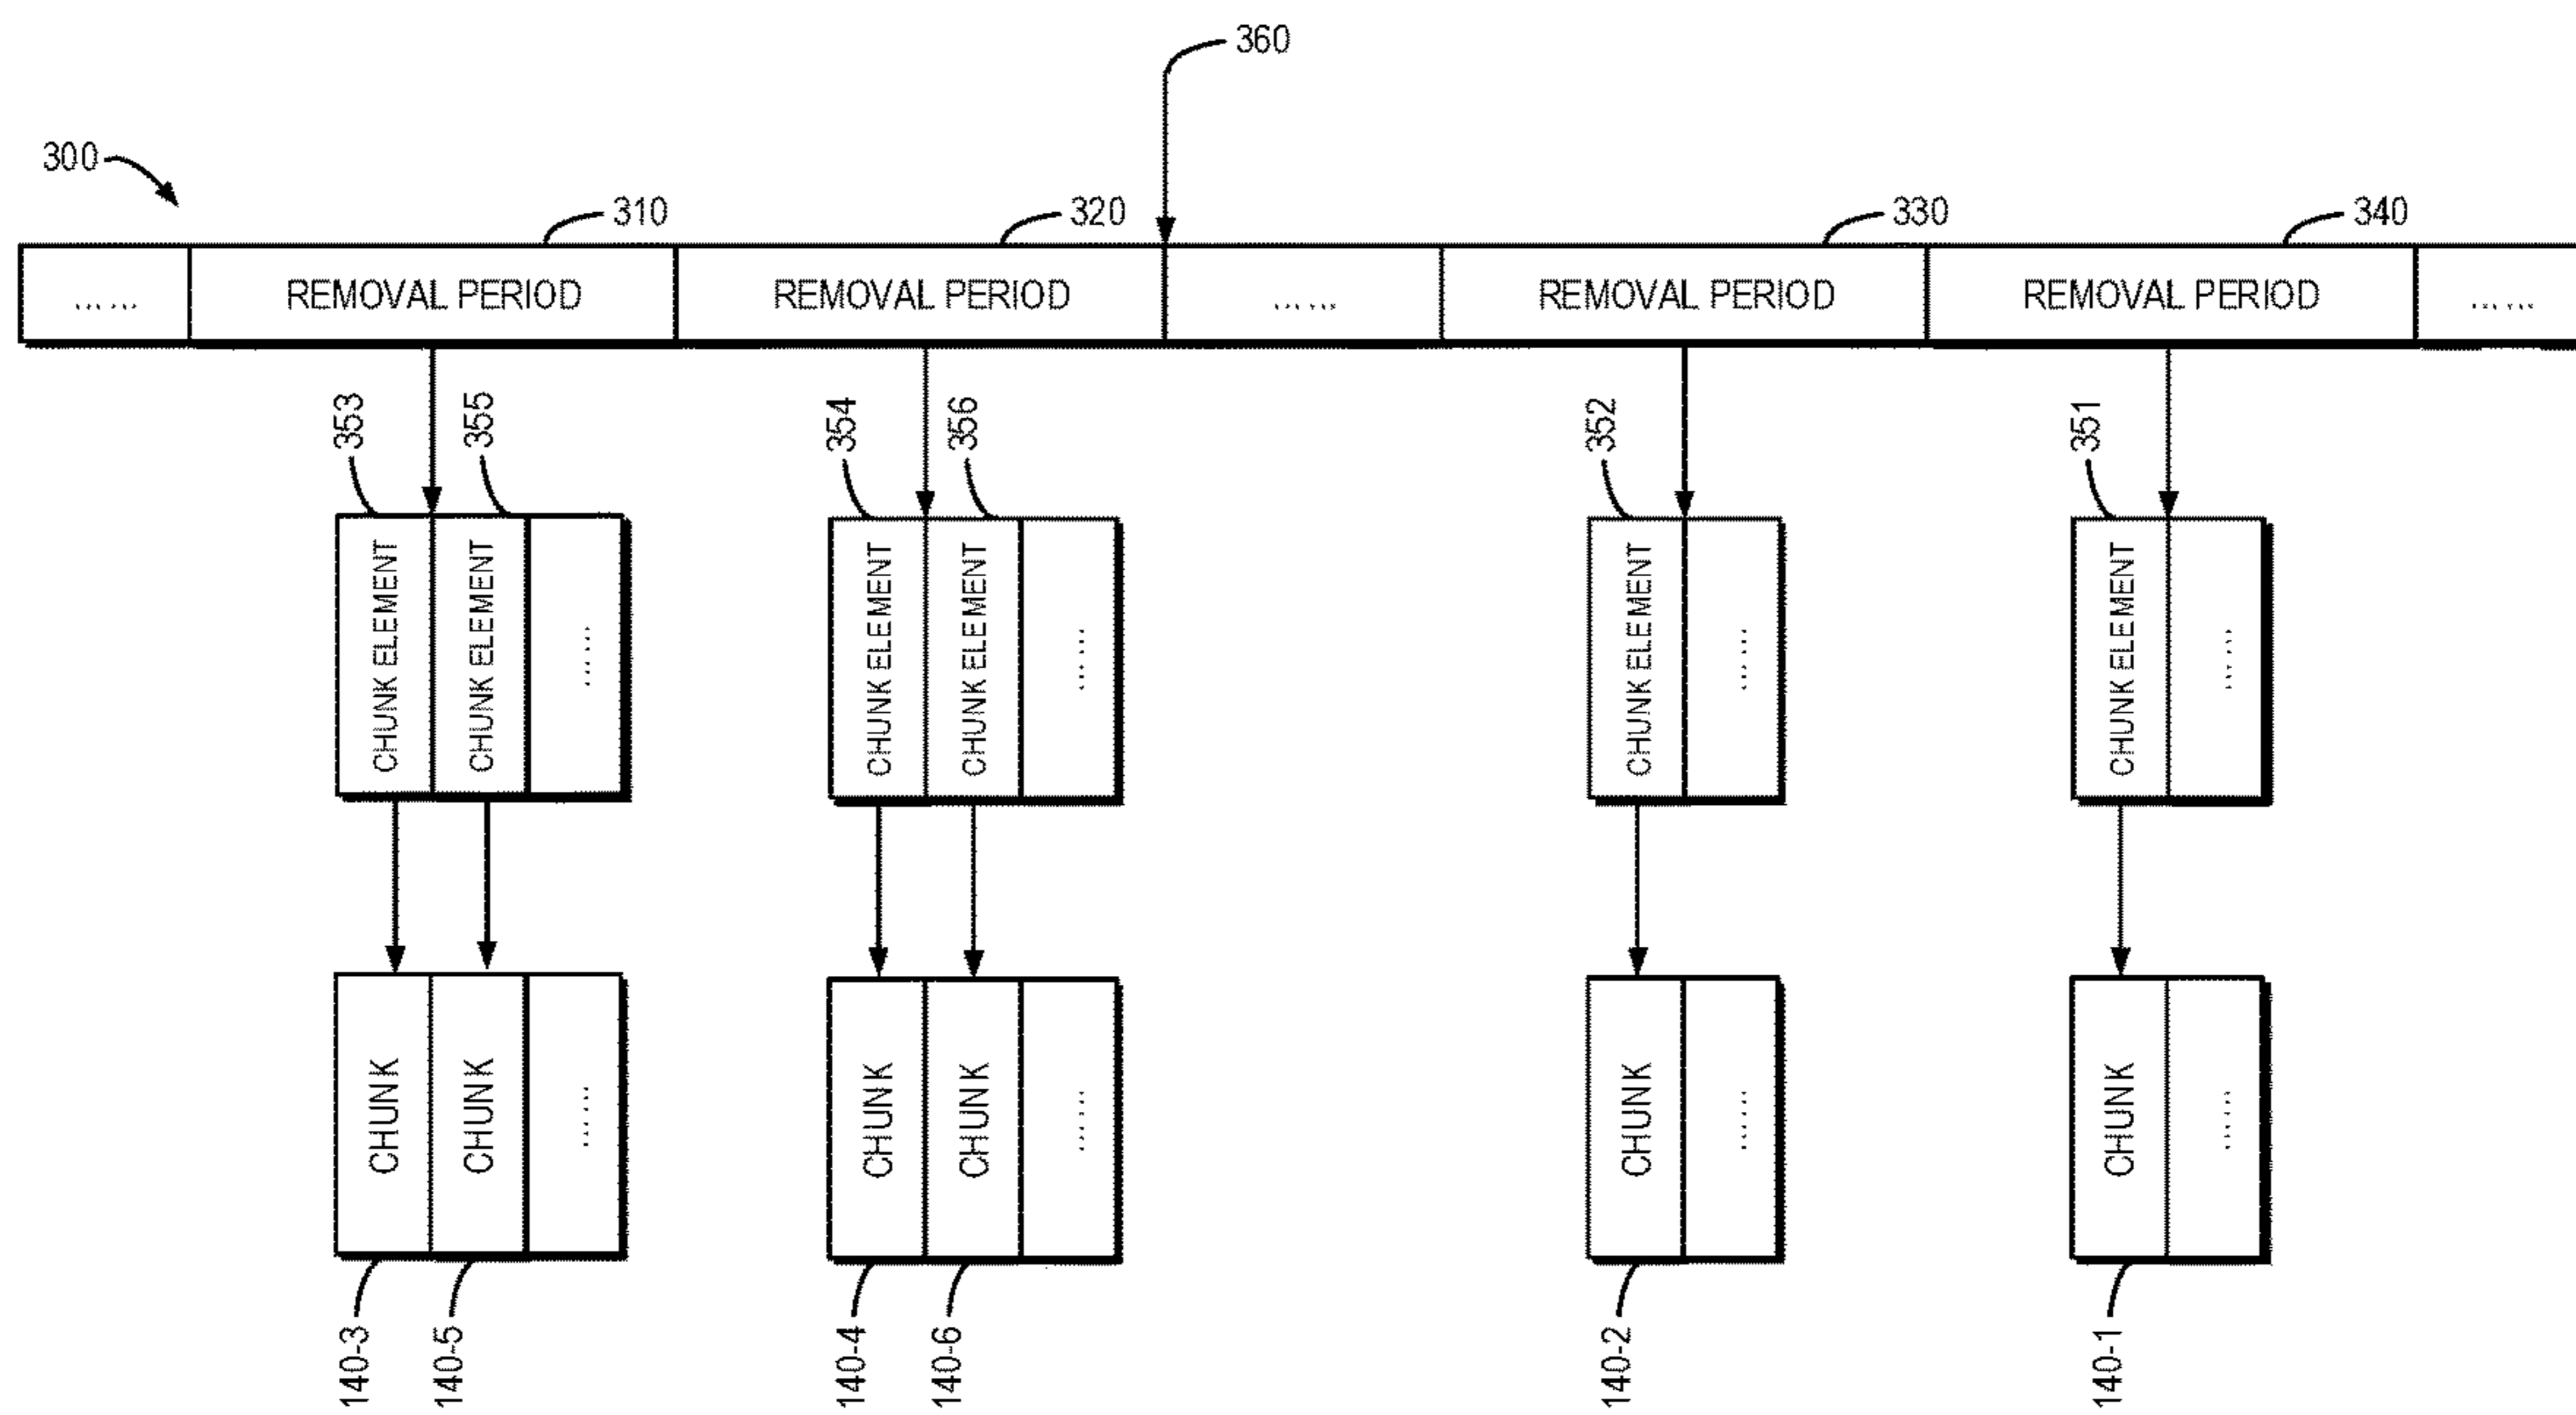 360
300
310
320
330
340
......
REMOVAL PERIOD
REMOVAL PERIOD
......
REMOVAL PERIOD
REMOVAL PERIOD
......
353
355
354
356
352
351
CHUNK ELEMENT
CHUNK ELEMENT
......
CHUNK ELEMENT
CHUNK ELEMENT
......
CHUNK ELEMENT
......
CHUNK ELEMENT
......
CHUNK
CHUNK
......
CHUNK
CHUNK
......
CHUNK
......
CHUNK
......
140-3
140-5
140-4
140-6
140-2
140-1